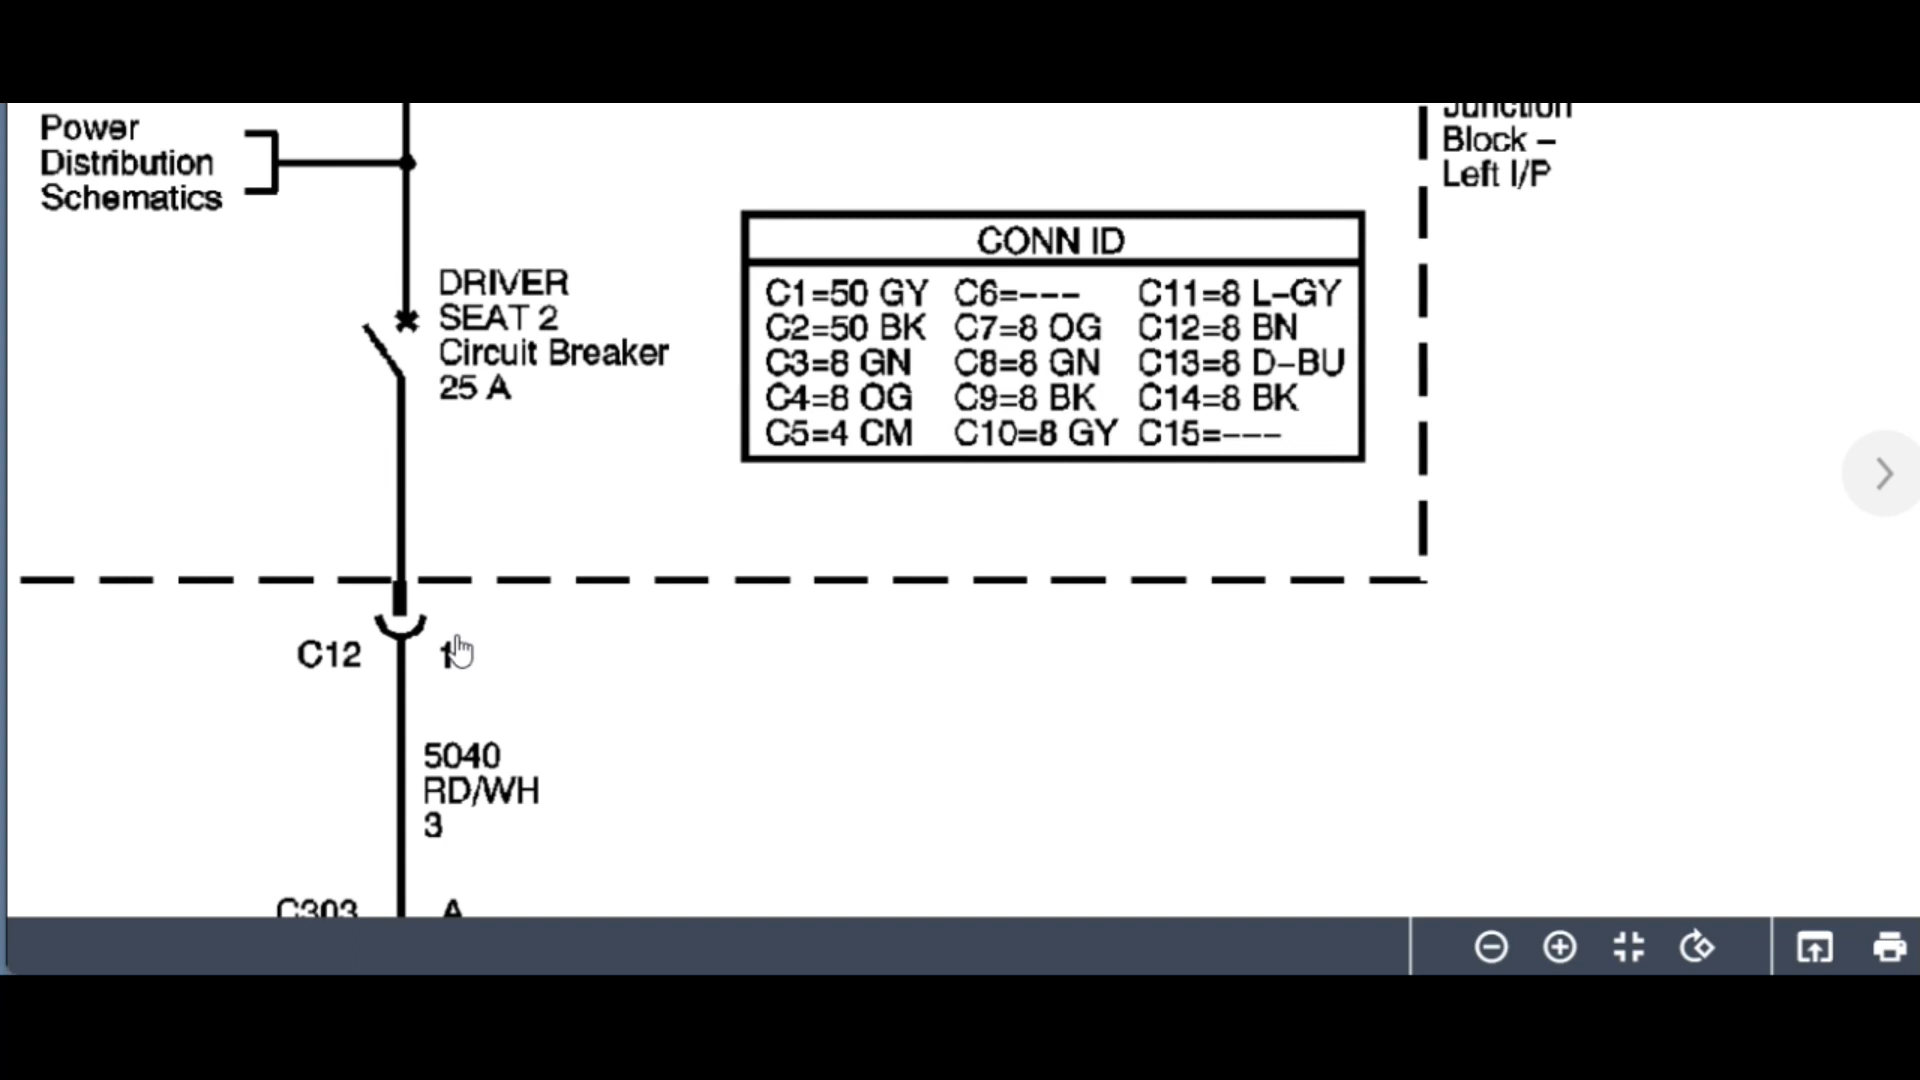 Power
Distribution
Schematics
Junction
Block –
Left I/P
DRIVER
SEAT 2
Circuit Breaker
25 A
CONN ID
C1=50 GY C6=--- C11=8 L-GY
C2=50 BK C7=8 OG C12=8 BN
C3=8 GN C8=8 GN C13=8 D-BU
C4=8 OG C9=8 BK C14=8 BK
C5=4 CM C10=8 GY C15=---
C12 1
5040
RD/WH
3
C303 A